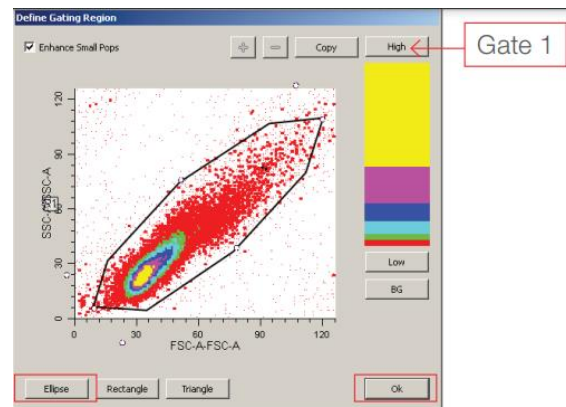 Define Gating Region
Enhance Small Pops
Copy
High
Gate 1
120
90
60
30
0
0 30 60 90 120
FSC-A-FSC-A
Low
BG
Ellipse Rectangle Triangle Ok